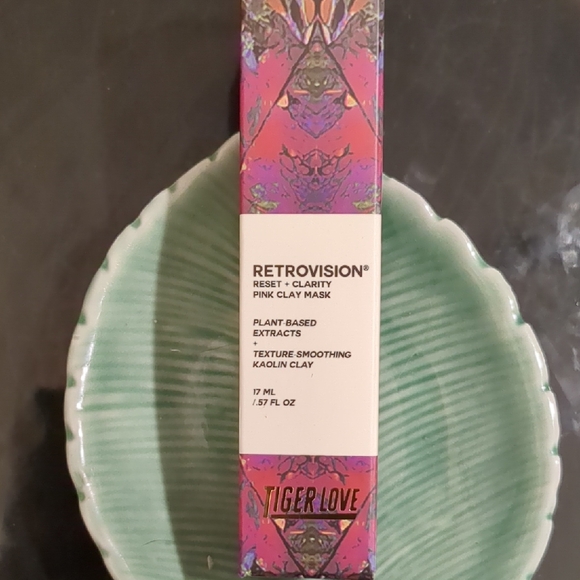 RETROVISION®
RESET + CLARITY
PINK CLAY MASK
PLANT-BASED
EXTRACTS
+
TEXTURE-SMOOTHING
KAOLIN CLAY
17 ML
/.57 FL OZ
TIGER LOVE